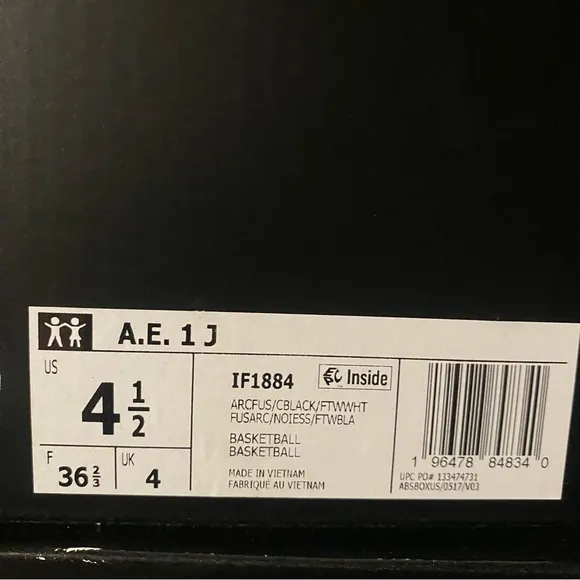 A.E. 1 J
US
4 1/2
F
36 2/3
UK
4
IF1884
Inside
ARCFUS/CBLACK/FTWWHT
FUSARC/NOIESS/FTWBLA
BASKETBALL
BASKETBALL
MADE IN VIETNAM
FABRIQUÉ AU VIETNAM
1 96478 84834 0
UPC PO# 133474731
ABSBOXUS/0517/V03